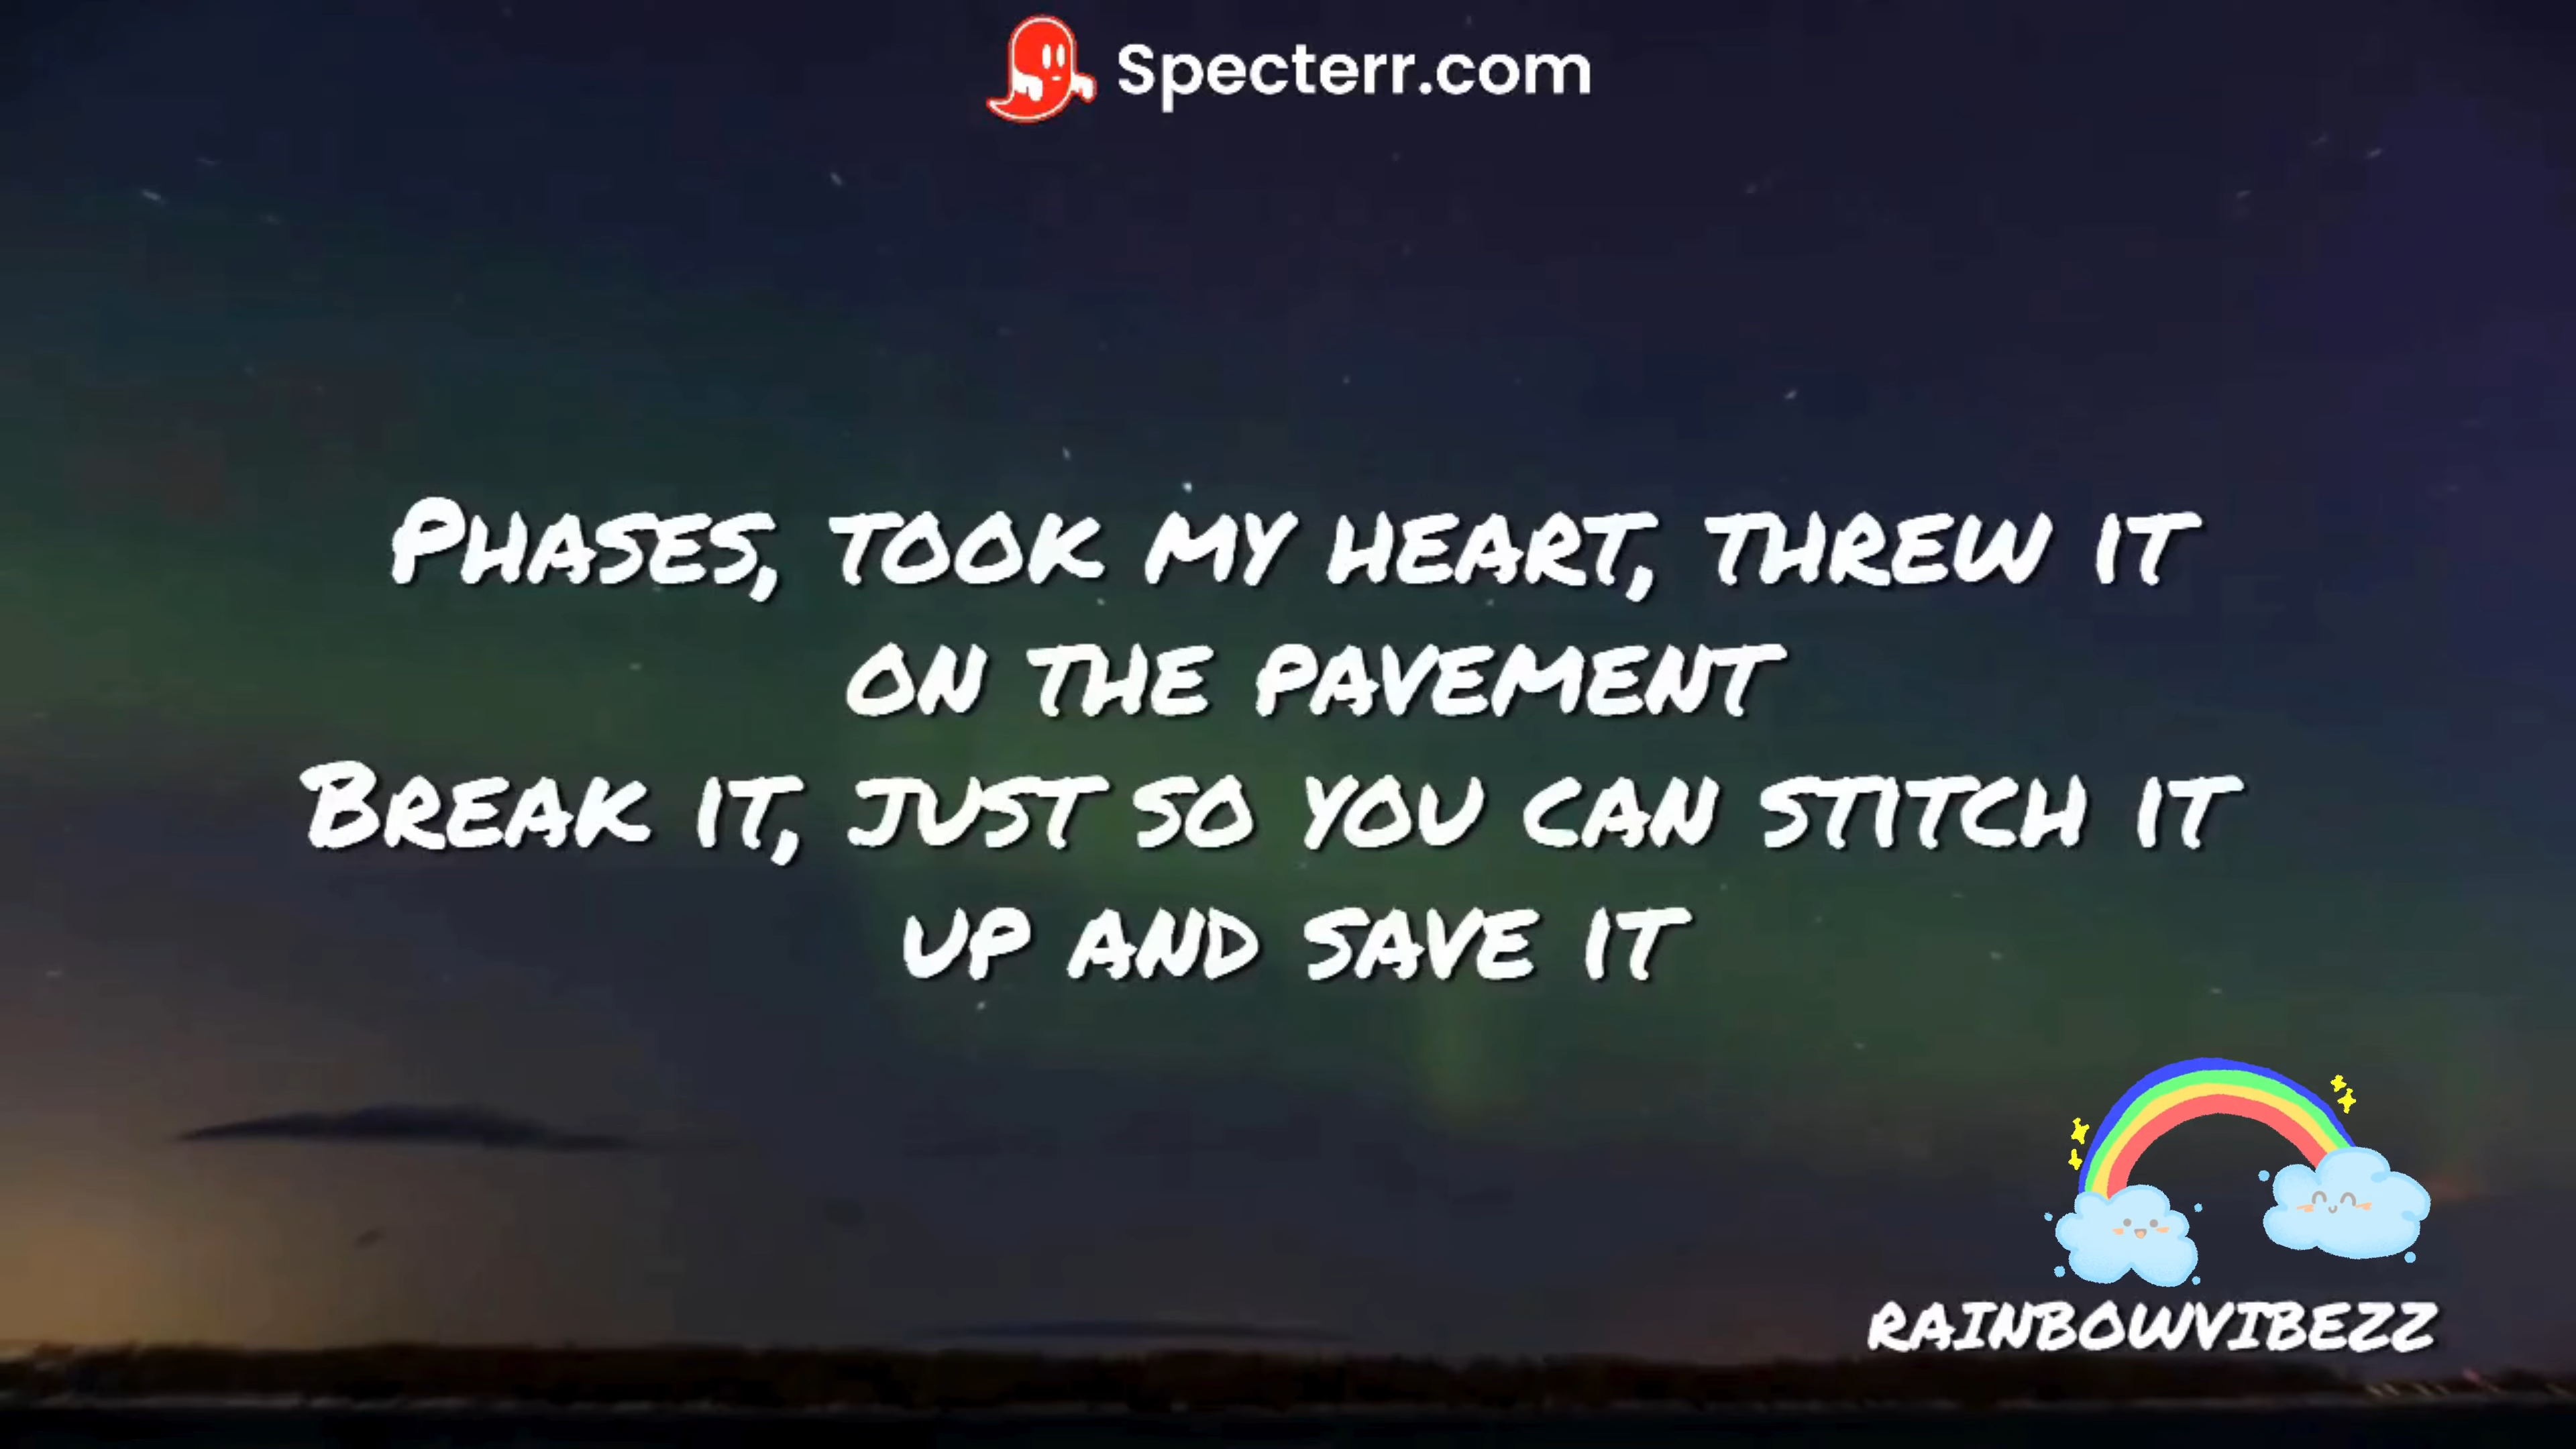 Specterr.com
Phases, took my heart, threw it
on the pavement
Break it, just so you can stitch it
up and save it
RAINBOWVIBEZZ